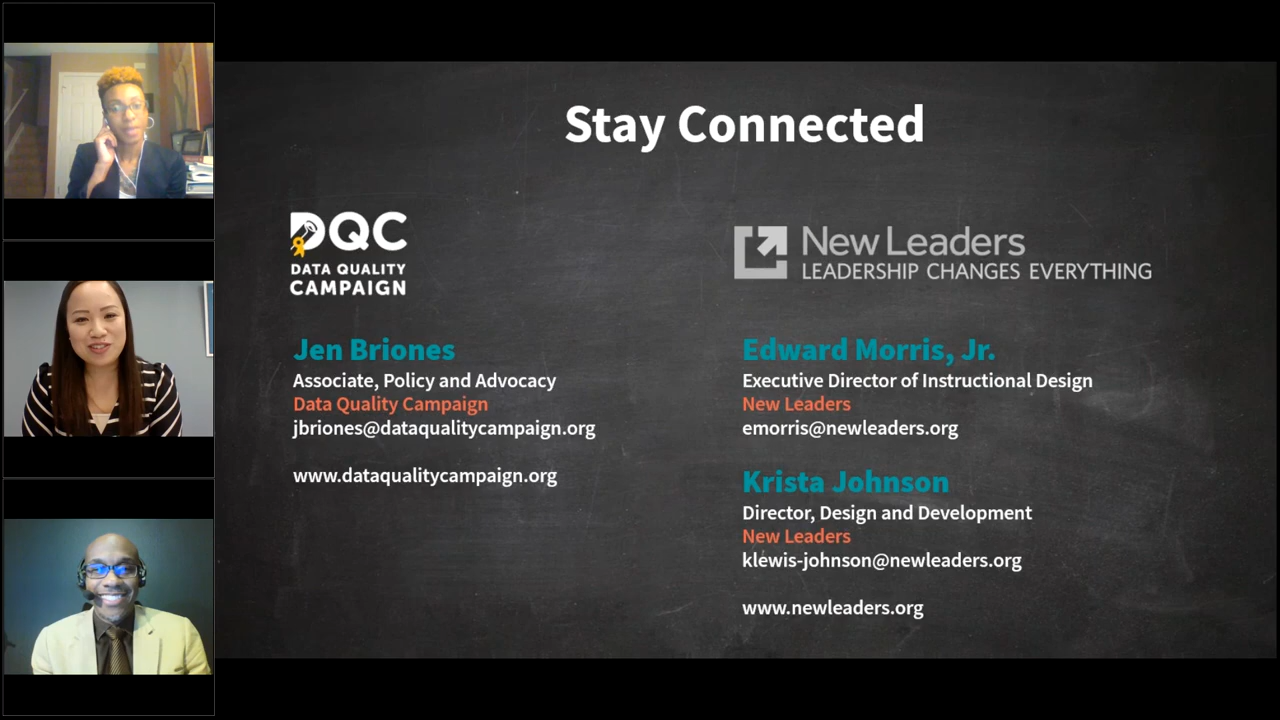 Stay Connected
DQC
DATA QUALITY
CAMPAIGN
Jen Briones
Associate, Policy and Advocacy
Data Quality Campaign
jbriones@dataqualitycampaign.org
www.dataqualitycampaign.org
New Leaders
LEADERSHIP CHANGES EVERYTHING
Edward Morris, Jr.
Executive Director of Instructional Design
New Leaders
emorris@newleaders.org
Krista Johnson
Director, Design and Development
New Leaders
klewis-johnson@newleaders.org
www.newleaders.org